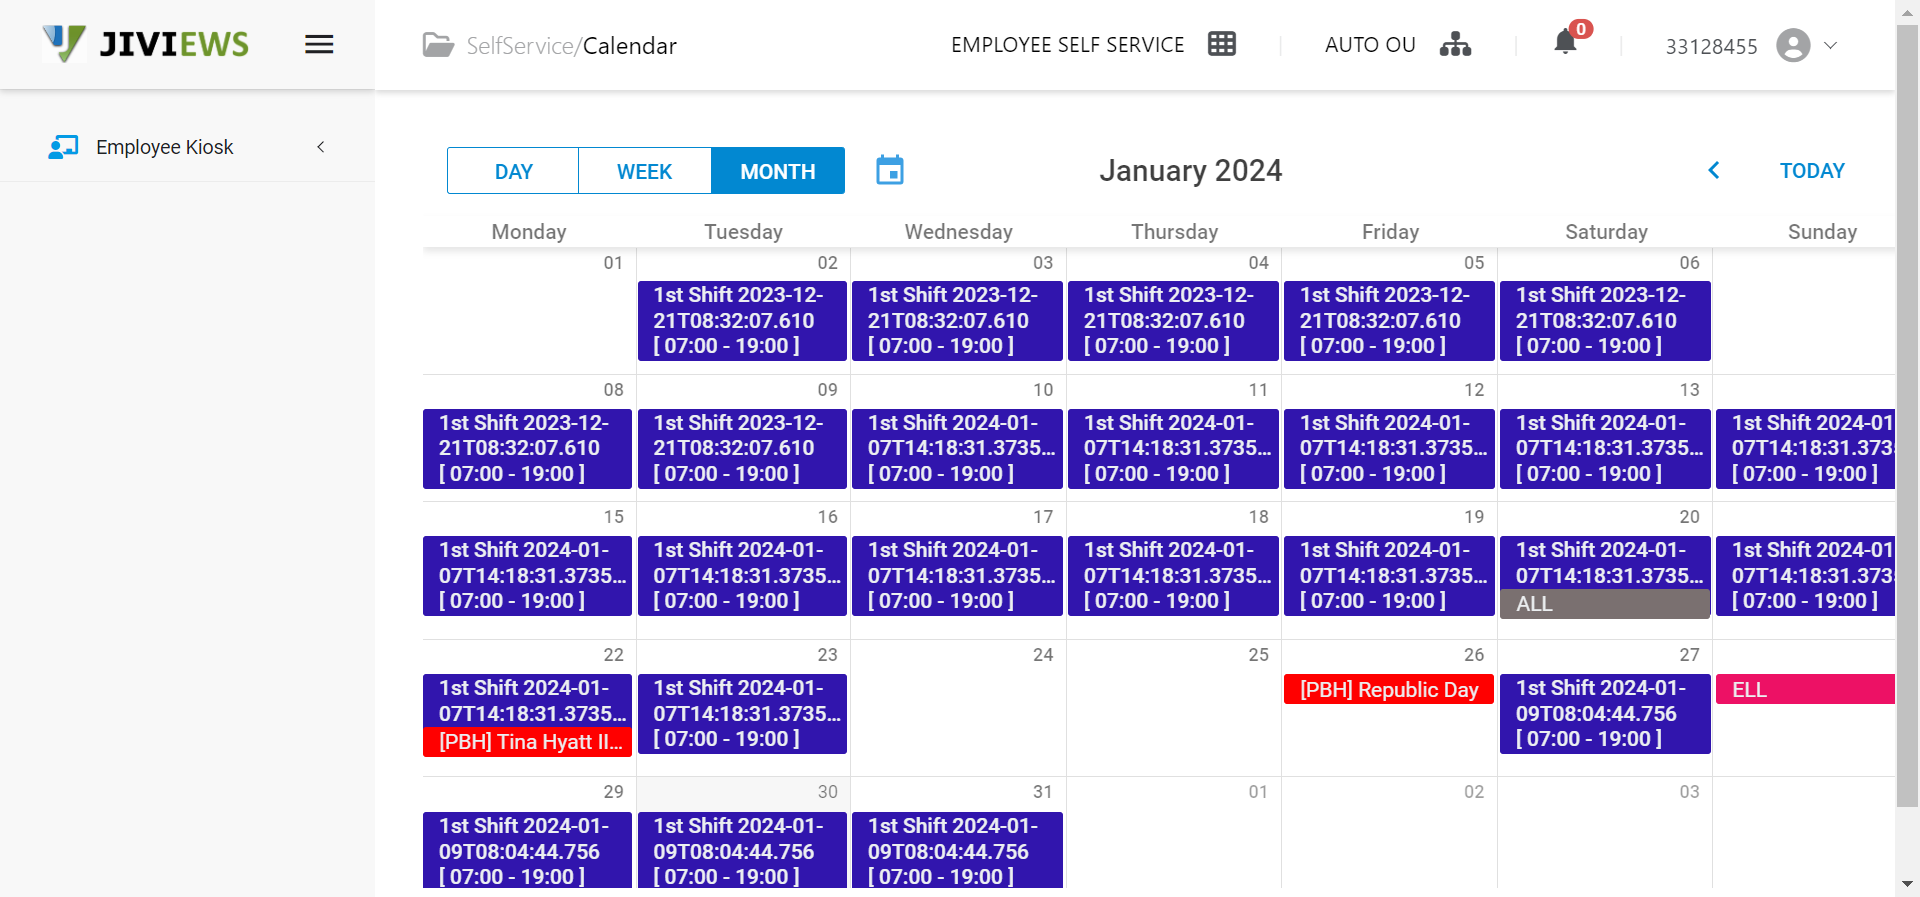 JIVIEWS
SelfService/Calendar
EMPLOYEE SELF SERVICE
AUTO OU
0
33128455
Employee Kiosk
DAY WEEK MONTH
January 2024
TODAY
Monday Tuesday Wednesday Thursday Friday Saturday Sunday
01 02 03 04 05 06
1st Shift 2023-12- 1st Shift 2023-12- 1st Shift 2023-12- 1st Shift 2023-12- 1st Shift 2023-12-
21T08:32:07.610 21T08:32:07.610 21T08:32:07.610 21T08:32:07.610 21T08:32:07.610
[ 07:00 - 19:00 ] [ 07:00 - 19:00 ] [ 07:00 - 19:00 ] [ 07:00 - 19:00 ] [ 07:00 - 19:00 ]
08 09 10 11 12 13
1st Shift 2023-12- 1st Shift 2023-12- 1st Shift 2024-01- 1st Shift 2024-01- 1st Shift 2024-01- 1st Shift 2024-01- 1st Shift 2024-01
21T08:32:07.610 21T08:32:07.610 07T14:18:31.3735... 07T14:18:31.3735... 07T14:18:31.3735... 07T14:18:31.3735... 07T14:18:31.373
[ 07:00 - 19:00 ] [ 07:00 - 19:00 ] [ 07:00 - 19:00 ] [ 07:00 - 19:00 ] [ 07:00 - 19:00 ] [ 07:00 - 19:00 ] [ 07:00 - 19:00 ]
15 16 17 18 19 20
1st Shift 2024-01- 1st Shift 2024-01- 1st Shift 2024-01- 1st Shift 2024-01- 1st Shift 2024-01- 1st Shift 2024-01- 1st Shift 2024-01
07T14:18:31.3735... 07T14:18:31.3735... 07T14:18:31.3735... 07T14:18:31.3735... 07T14:18:31.3735... 07T14:18:31.3735... 07T14:18:31.373
[ 07:00 - 19:00 ] [ 07:00 - 19:00 ] [ 07:00 - 19:00 ] [ 07:00 - 19:00 ] [ 07:00 - 19:00 ] ALL [ 07:00 - 19:00 ]
22 23 24 25 26 27
1st Shift 2024-01- 1st Shift 2024-01- [PBH] Republic Day 1st Shift 2024-01- ELL
07T14:18:31.3735... 07T14:18:31.3735... 09T08:04:44.756
[PBH] Tina Hyatt II... [ 07:00 - 19:00 ] [ 07:00 - 19:00 ]
29 30 31 01 02 03
1st Shift 2024-01- 1st Shift 2024-01- 1st Shift 2024-01-
09T08:04:44.756 09T08:04:44.756 09T08:04:44.756
[ 07:00 - 19:00 ] [ 07:00 - 19:00 ] [ 07:00 - 19:00 ]